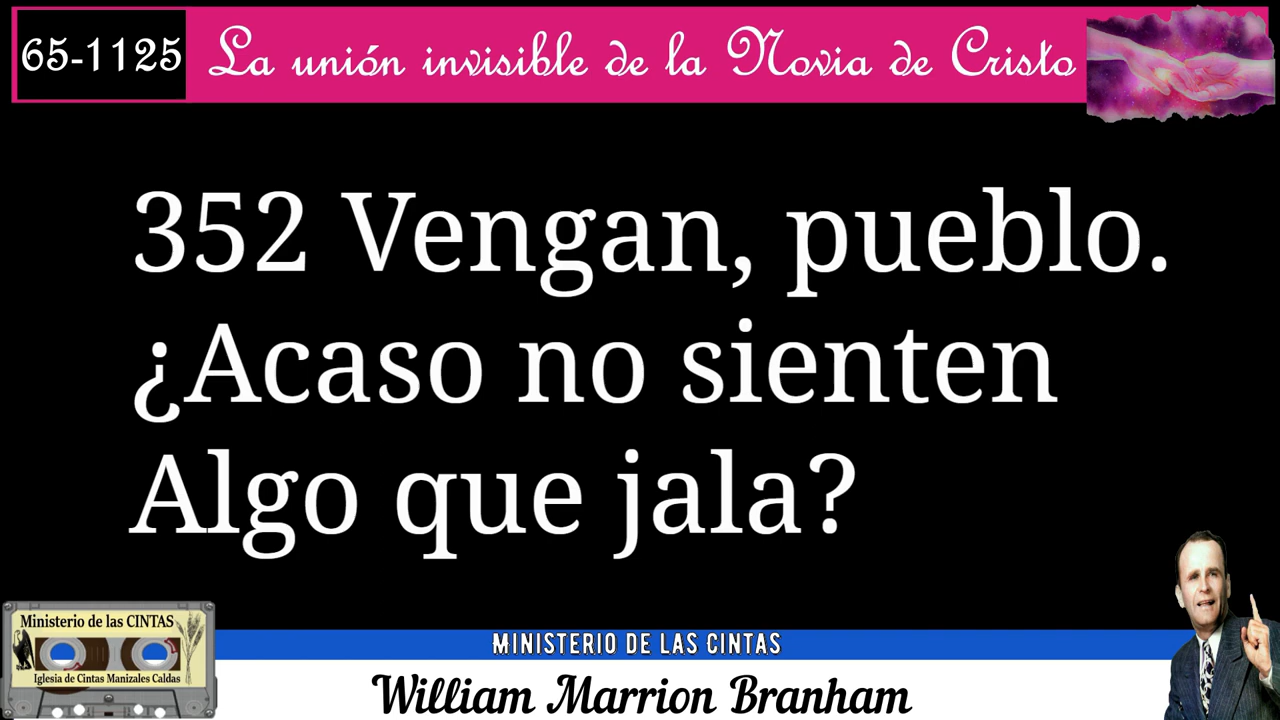 65-1125 La unión invisible de la Novia de Cristo
352 Vengan, pueblo.
¿Acaso no sienten
Algo que jala?
Ministerio de las CINTAS
Iglesia de Cintas Manizales Caldas
MINISTERIO DE LAS CINTAS
William Marrion Branham